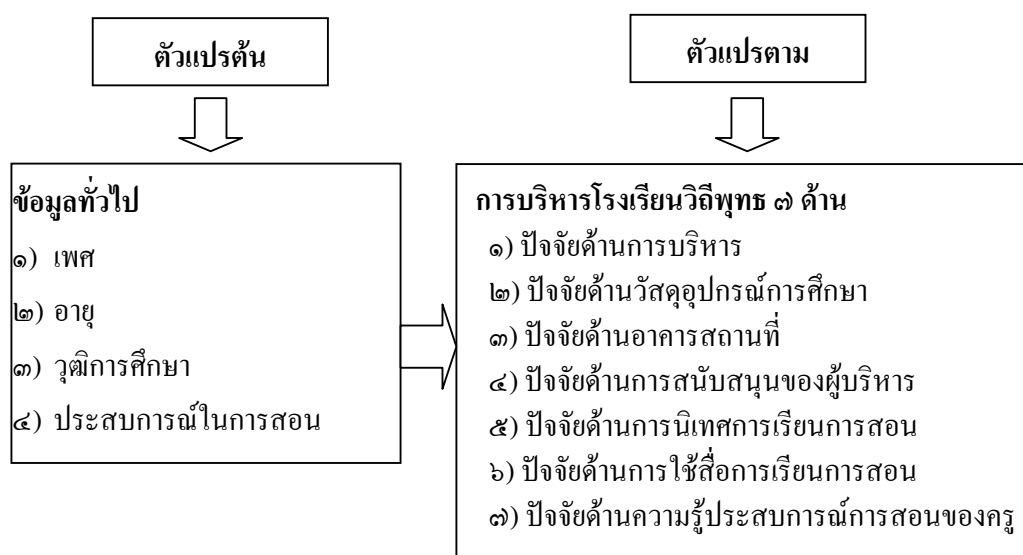 ตัวแปรต้น
ตัวแปรตาม
ข้อมูลทั่วไป
๑) เพศ
๒) อายุ
๓) วุฒิการศึกษา
๔) ประสบการณ์ในการสอน
การบริหารโรงเรียนวิถีพุทธ ๗ ด้าน
๑) ปัจจัยด้านการบริหาร
๒) ปัจจัยด้านวัสดุอุปกรณ์การศึกษา
๓) ปัจจัยด้านอาคารสถานที่
๔) ปัจจัยด้านการสนับสนุนของผู้บริหาร
๕) ปัจจัยด้านการนิเทศการเรียนการสอน
๖) ปัจจัยด้านการใช้สื่อการเรียนการสอน
๗) ปัจจัยด้านความรู้ประสบการณ์การสอนของครู